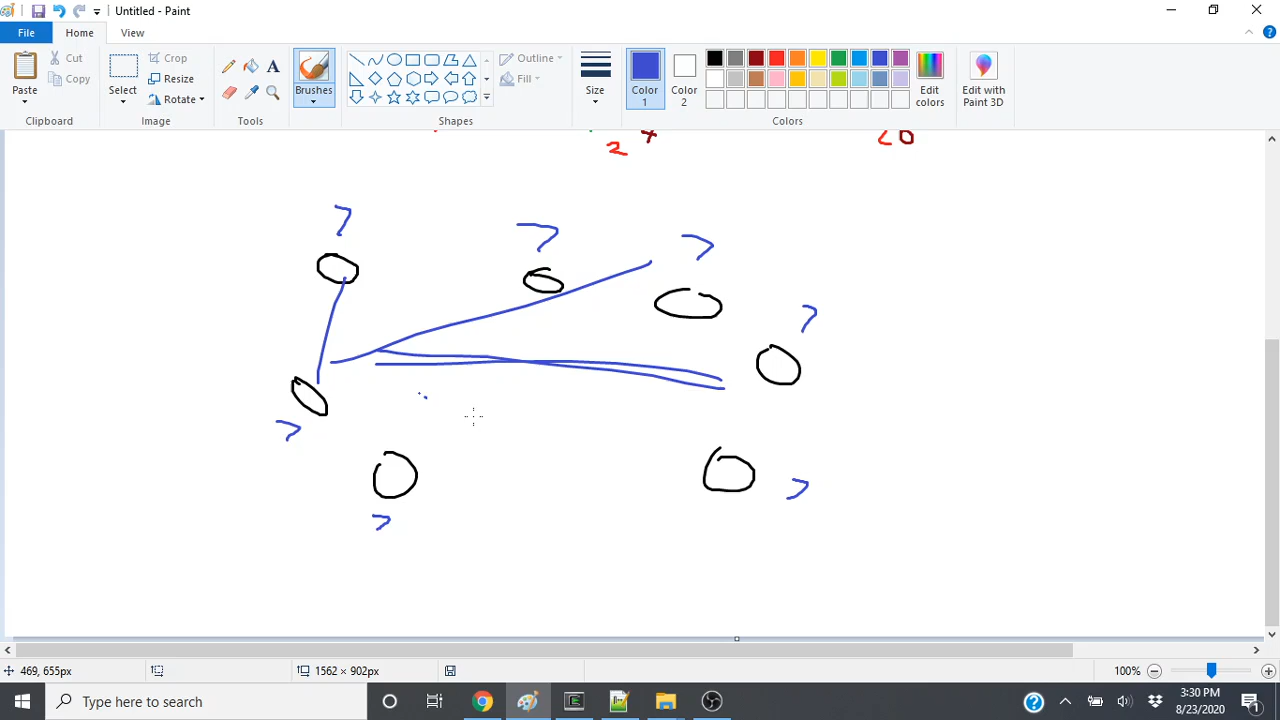 Untitled - Paint
File Home View
Paste Cut Copy Clipboard
Select Crop Resize Rotate Image
Tools
Brushes
Outline Fill Shapes
Size
Color 1
Color 2
Edit colors
Colors
Edit with Paint 3D
2 4 20
7
7
7
7
7
7
7
469, 655px 1562 × 902px 100%
Type here to search
3:30 PM
8/23/2020
1